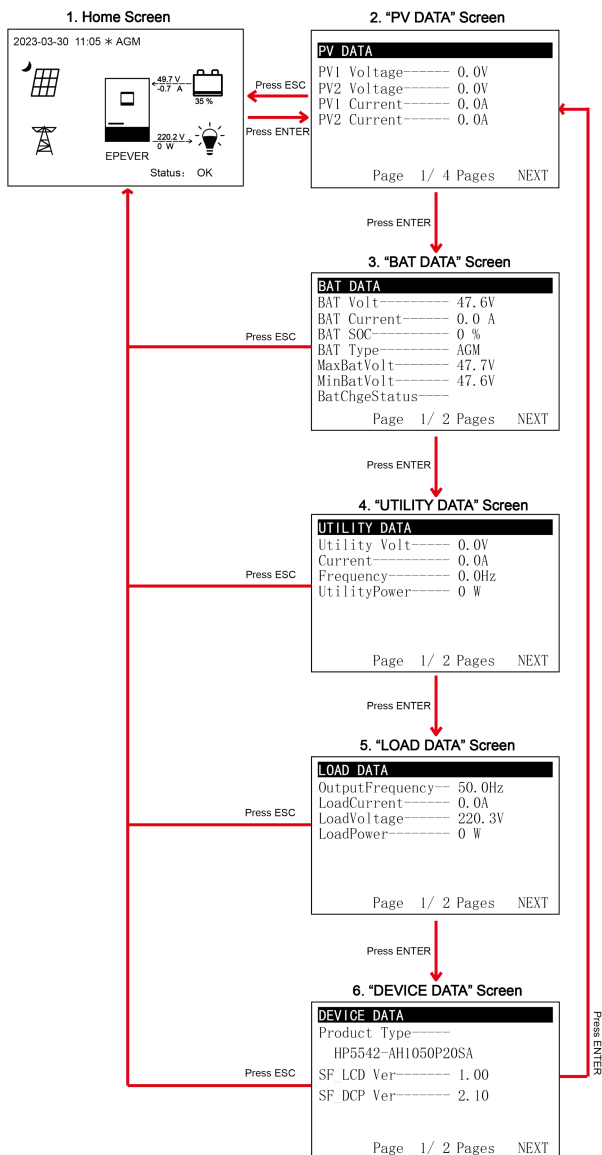 1. Home Screen
2023-03-30 11:05 ＊ AGM
49.7 V
-0.7 A
35 %
220.2 V
0 W
EPEVER
Status： OK
Press ESC
Press ENTER
2. “PV DATA” Screen
PV DATA
PV1 Voltage------ 0.0V
PV2 Voltage------ 0.0V
PV1 Current------ 0.0A
PV2 Current------ 0.0A
Page 1/ 4 Pages NEXT
Press ENTER
3. “BAT DATA” Screen
BAT DATA
BAT Volt--------- 47.6V
BAT Current------ 0.0 A
BAT SOC---------- 0 %
BAT Type--------- AGM
MaxBatVolt------- 47.7V
MinBatVolt------- 47.6V
BatChgeStatus----
Page 1/ 2 Pages NEXT
Press ESC
Press ENTER
4. “UTILITY DATA” Screen
UTILITY DATA
Utility Volt----- 0.0V
Current---------- 0.0A
Frequency-------- 0.0Hz
UtilityPower----- 0 W
Page 1/ 2 Pages NEXT
Press ESC
Press ENTER
5. “LOAD DATA” Screen
LOAD DATA
OutputFrequency-- 50.0Hz
LoadCurrent------ 0.0A
LoadVoltage------ 220.3V
LoadPower-------- 0 W
Page 1/ 2 Pages NEXT
Press ESC
Press ENTER
6. “DEVICE DATA” Screen
DEVICE DATA
Product Type-----
HP5542-AH1050P20SA
SF_LCD Ver------- 1.00
SF_DCP Ver------- 2.10
Page 1/ 2 Pages NEXT
Press ESC
Press ENTER